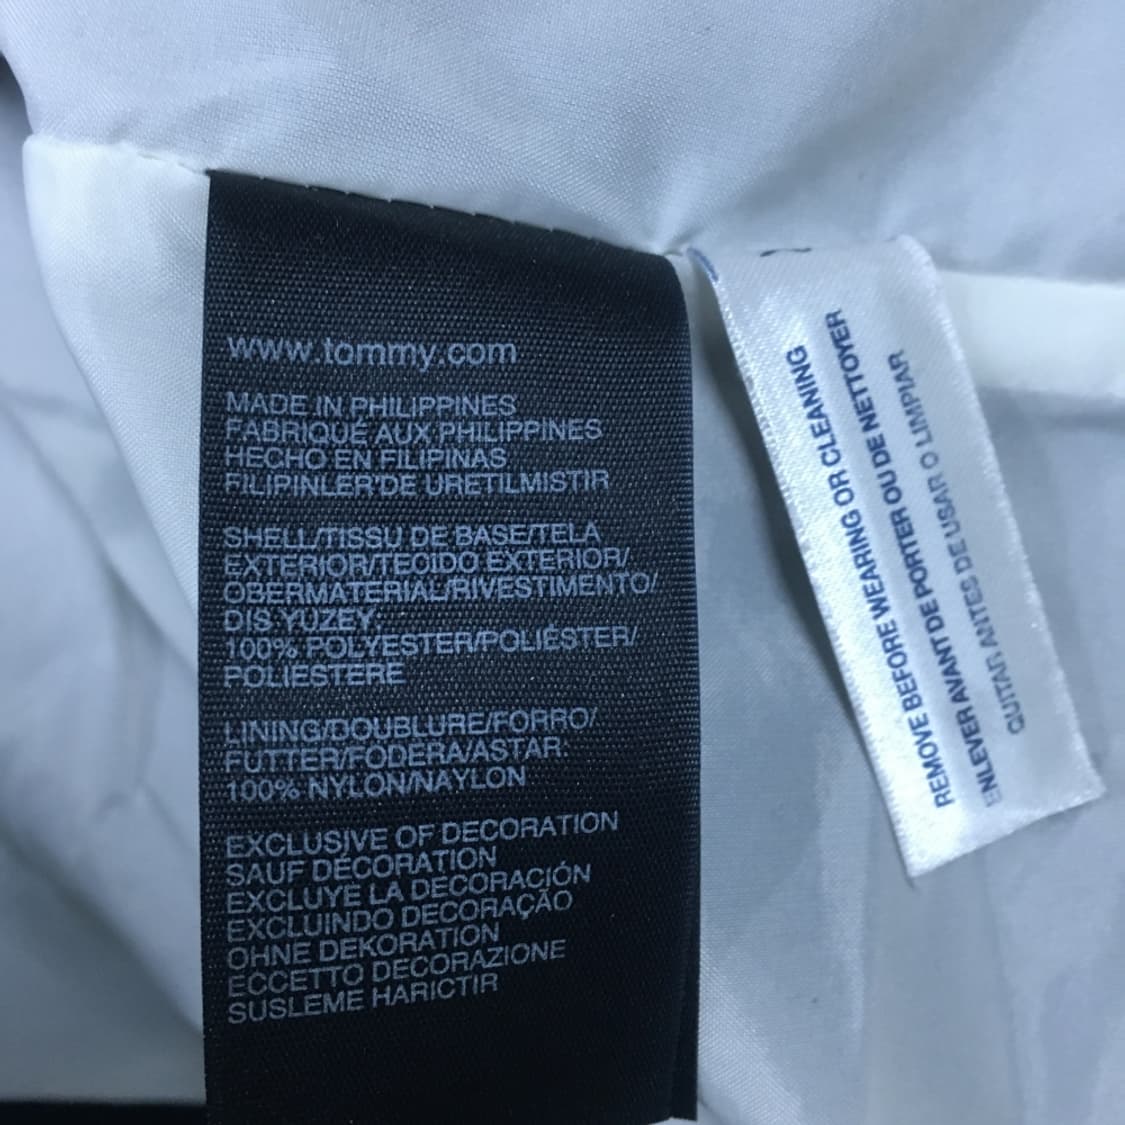 www.tommy.com
MADE IN PHILIPPINES
FABRIQUÉ AUX PHILIPPINES
HECHO EN FILIPINAS
FILIPINLER'DE URETILMISTIR
SHELL/TISSU DE BASE/TELA
EXTERIOR/TECIDO EXTERIOR/
OBERMATERIAL/RIVESTIMENTO/
DIS YUZEY:
100% POLYESTER/POLIÉSTER/
POLIESTERE
LINING/DOUBLURE/FORRO/
FUTTER/FODERA/ASTAR:
100% NYLON/NAYLON
EXCLUSIVE OF DECORATION
SAUF DÉCORATION
EXCLUYE LA DECORACIÓN
EXCLUINDO DECORAÇÃO
OHNE DEKORATION
ECCETTO DECORAZIONE
SUSLEME HARICTIR
REMOVE BEFORE WEARING OR CLEANING
ENLEVER AVANT DE PORTER OU DE NETTOYER
QUITAR ANTES DE USAR O LIMPIAR